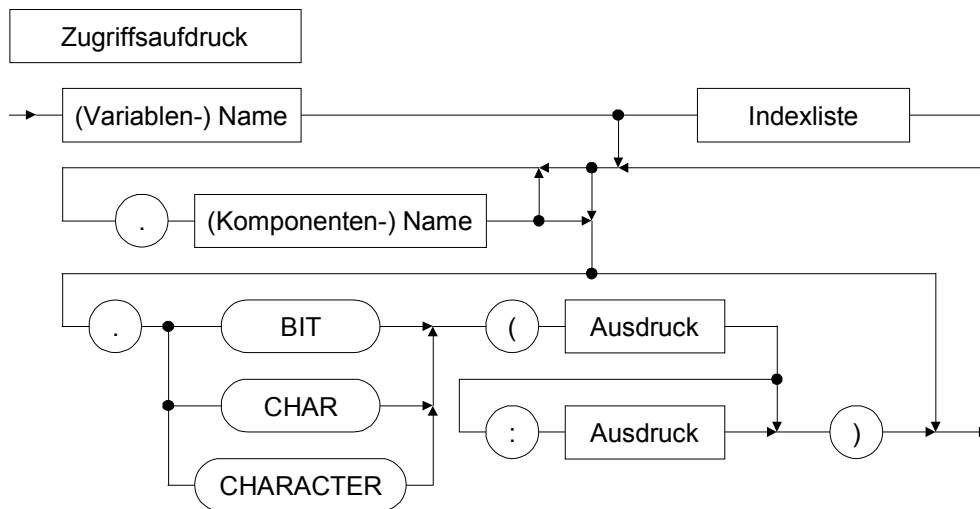 Zugriffsaufdruck
(Variablen-) Name
Indexliste
.
(Komponenten-) Name
.
BIT
(
Ausdruck
CHAR
:
Ausdruck
)
CHARACTER